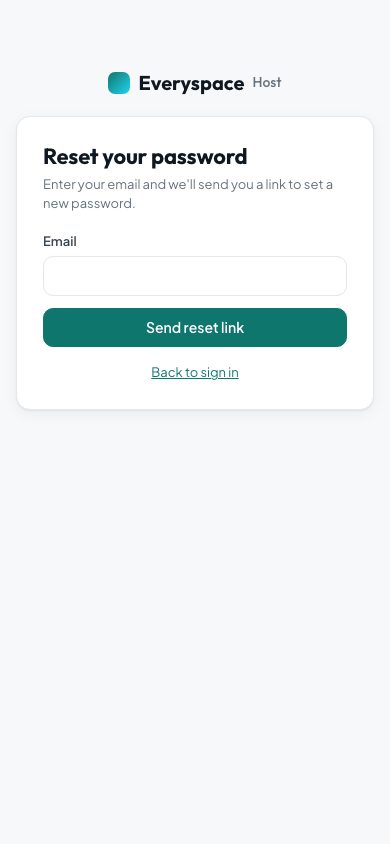 Everyspace Host
Reset your password
Enter your email and we'll send you a link to set a
new password.
Email
Send reset link
Back to sign in